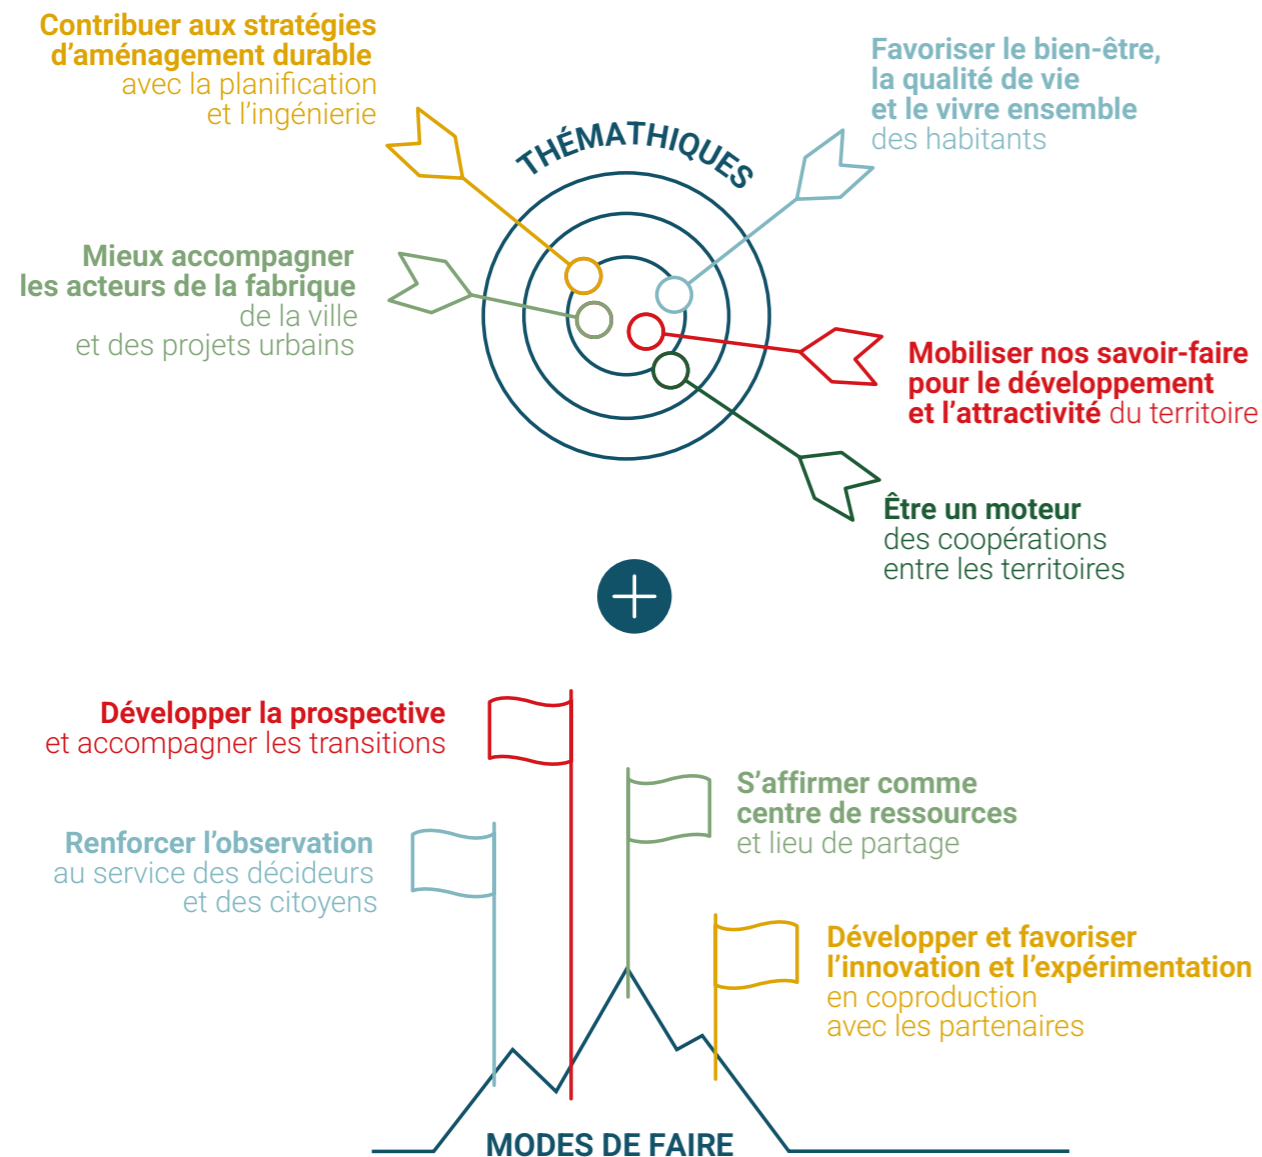 Contribuer aux stratégies
d’aménagement durable
avec la planification
et l’ingénierie
Favoriser le bien-être,
la qualité de vie
et le vivre ensemble
des habitants
THÉMATHIQUES
Mieux accompagner
les acteurs de la fabrique
de la ville
et des projets urbains
Mobiliser nos savoir-faire
pour le développement
et l’attractivité du territoire
Être un moteur
des coopérations
entre les territoires
Développer la prospective
et accompagner les transitions
S’affirmer comme
centre de ressources
et lieu de partage
Renforcer l’observation
au service des décideurs
et des citoyens
Développer et favoriser
l’innovation et l’expérimentation
en coproduction
avec les partenaires
MODES DE FAIRE